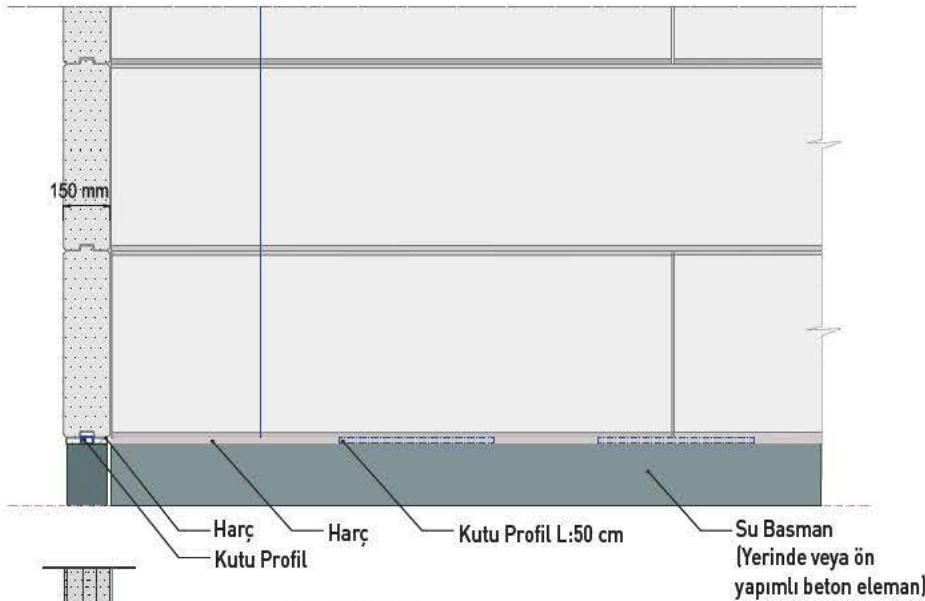 150 mm
Harç
Harç
Kutu Profil L:50 cm
Su Basman
Kutu Profil
(Yerinde veya ön
yapımlı beton eleman)